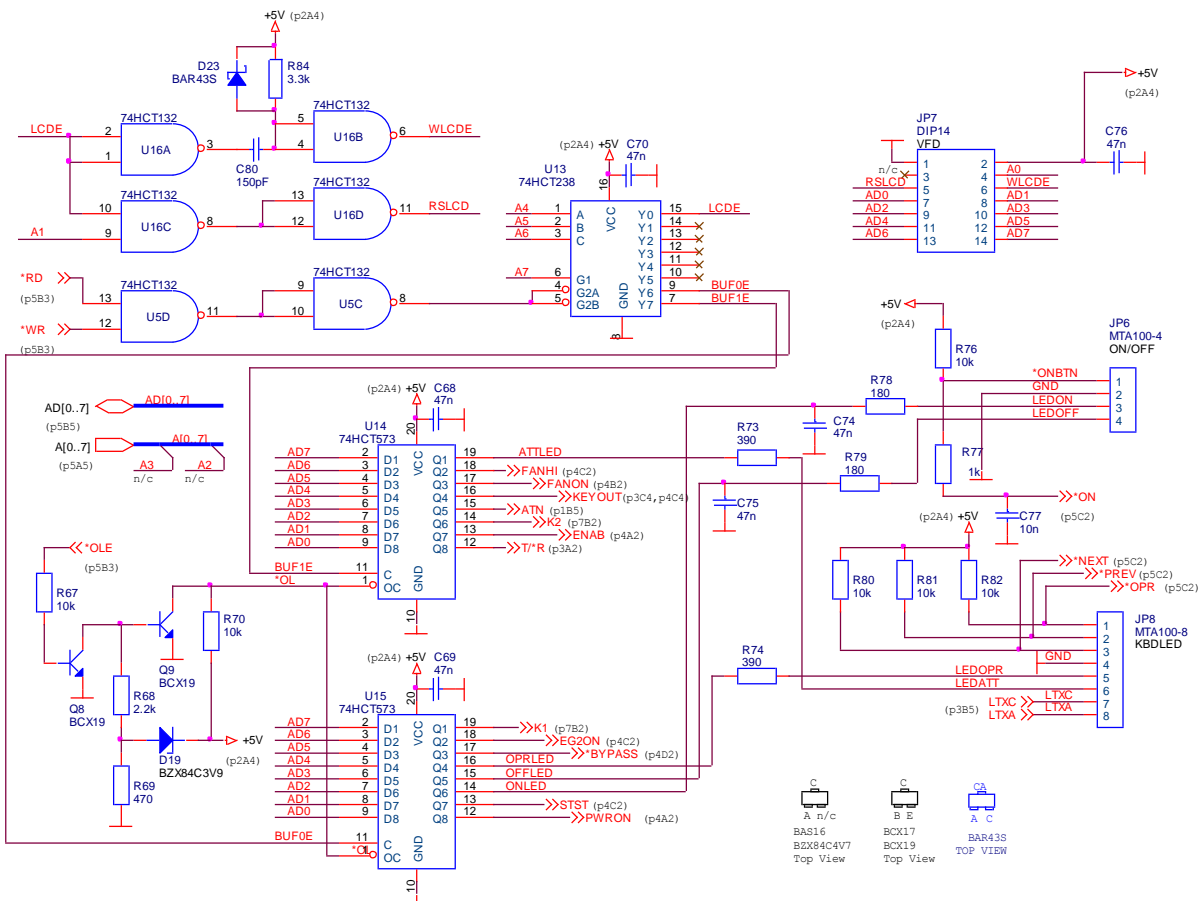 +5V (p2A4)
D23
BAR43S
R84
3.3k
74HCT132
LCDE
2
1
U16A
3
C80
150pF
74HCT132
5
4
U16B
6
WLCDE
74HCT132
10
9
A1
U16C
8
74HCT132
13
12
U16D
11
RSLCD
*RD
(p5B3)
*WR
(p5B3)
74HCT132
13
12
U5D
11
74HCT132
9
10
U5C
8
(p2A4) +5V
C70
47n
U13
74HCT238
16
VCC
A4 1 A
A5 2 B
A6 3 C
A7 6 G1
4 G2A
5 G2B
GND
8
Y0 15 LCDE
Y1 14
Y2 13
Y3 12
Y4 11
Y5 10
Y6 9 BUF0E
Y7 7 BUF1E
+5V
(p2A4)
C76
47n
JP7
DIP14
VFD
n/c
1 2
3 4 A0
RSLCD 5 6 WLCDE
AD0 7 8 AD1
AD2 9 10 AD3
AD4 11 12 AD5
AD6 13 14 AD7
+5V
(p2A4)
R76
10k
JP6
MTA100-4
ON/OFF
*ONBTN 1
GND 2
LEDON 3
LEDOFF 4
R78
180
C74
47n
R73
390
R79
180
R77
1k
C75
47n
*ON
(p5C2)
C77
10n
AD[0..7]
AD[0..7]
(p5B5)
A[0..7]
A[0..7]
(p5A5)
A3
n/c
A2
n/c
(p2A4) +5V
C68
47n
U14
74HCT573
20
VCC
AD7 2 D1
AD6 3 D2
AD5 4 D3
AD4 5 D4
AD3 6 D5
AD2 7 D6
AD1 8 D7
AD0 9 D8
BUF1E 11 C
*OL 1 OC
GND
10
Q1 19 ATTLED
Q2 18 FANHI (p4C2)
Q3 17 FANON (p4B2)
Q4 16 KEYOUT (p3C4,p4C4)
Q5 15 ATN (p1B5)
Q6 14 K2 (p7B2)
Q7 13 ENAB (p4A2)
Q8 12 T/*R (p3A2)
*OLE
(p5B3)
R67
10k
Q8
BCX19
Q9
BCX19
R70
10k
R68
2.2k
D19
BZX84C3V9
+5V
(p2A4)
R69
470
(p2A4) +5V
C69
47n
U15
74HCT573
20
VCC
AD7 2 D1
AD6 3 D2
AD5 4 D3
AD4 5 D4
AD3 6 D5
AD2 7 D6
AD1 8 D7
AD0 9 D8
BUF0E 11 C
*OL 1 OC
GND
10
Q1 19 K1 (p7B2)
Q2 18 EG2ON (p4C2)
Q3 17 *BYPASS (p4D2)
Q4 16 OPRLED
Q5 15 OFFLED
Q6 14 ONLED
Q7 13 STST (p4C2)
Q8 12 PWRON (p4A2)
(p2A4) +5V
R80
10k
R81
10k
R82
10k
*NEXT (p5C2)
*PREV (p5C2)
*OPR (p5C2)
JP8
MTA100-8
KBDLED
1
2
3
GND 4
LEDOPR 5
LEDATT 6
LTXC LTXC 7
(p3B5)
LTXA LTXA 8
R74
390
C
A n/c
BAS16
BZX84C4V7
Top View
C
B E
BCX17
BCX19
Top View
CA
A C
BAR43S
TOP VIEW